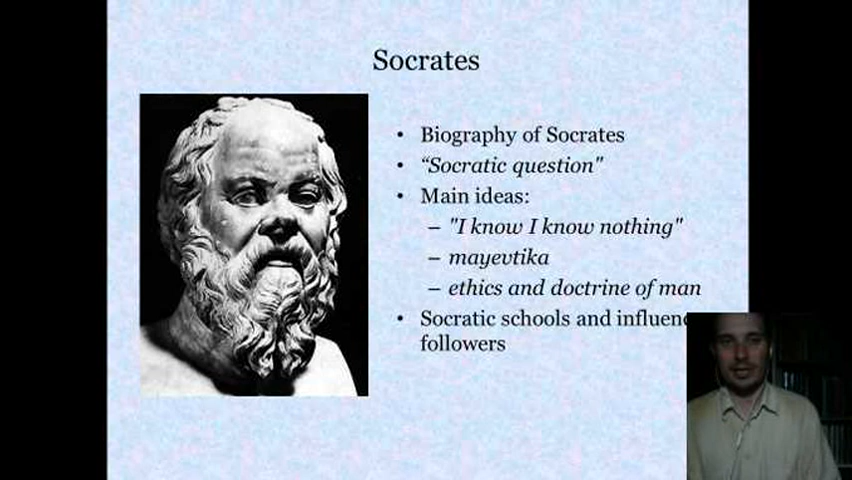 Socrates
• Biography of Socrates
• “Socratic question"
• Main ideas:
– "I know I know nothing"
– mayevtika
– ethics and doctrine of man
• Socratic schools and
followers